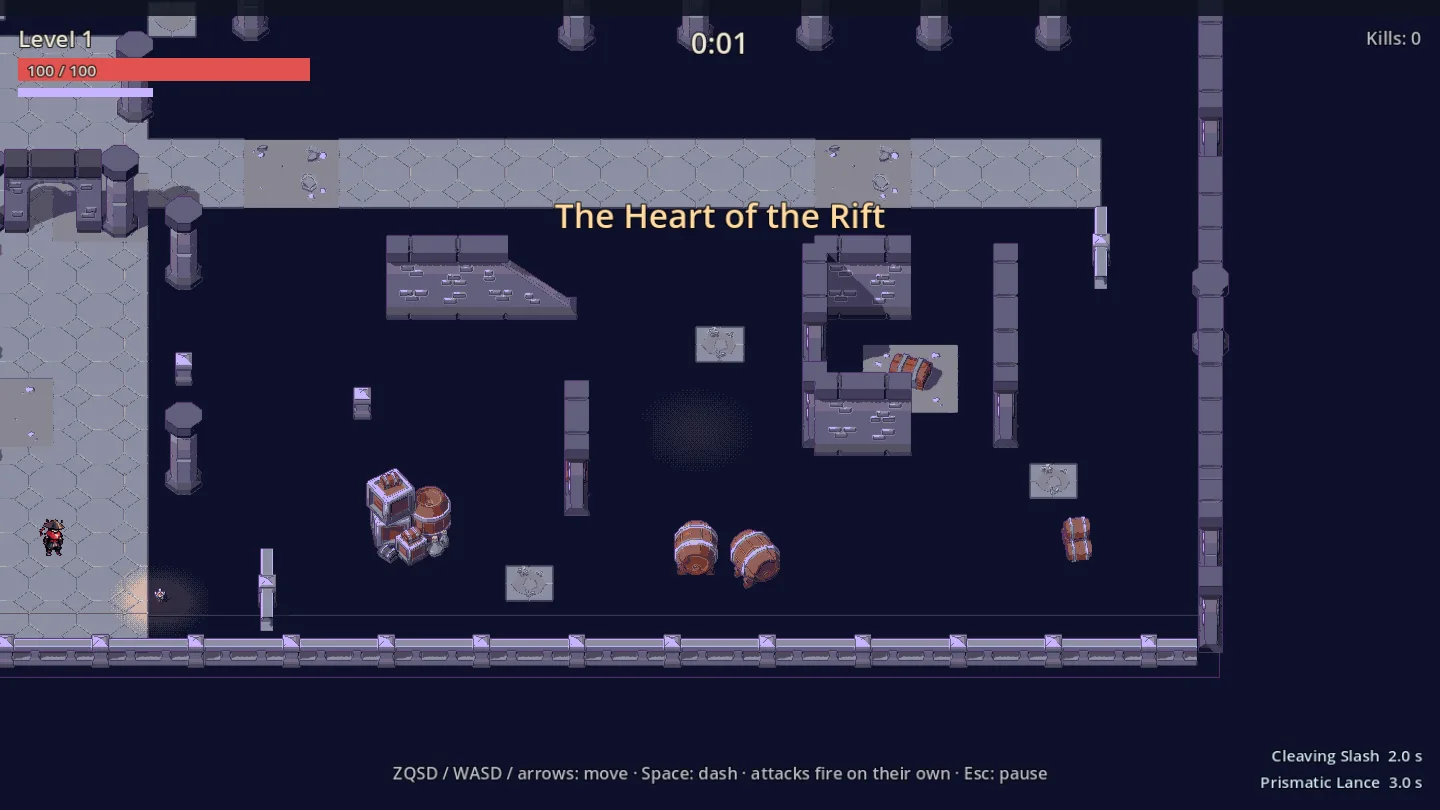 Level 1
0:01
Kills: 0
100 / 100
The Heart of the Rift
Cleaving Slash 2.0 s
ZQSD / WASD / arrows: move · Space: dash · attacks fire on their own · Esc: pause
Prismatic Lance 3.0 s